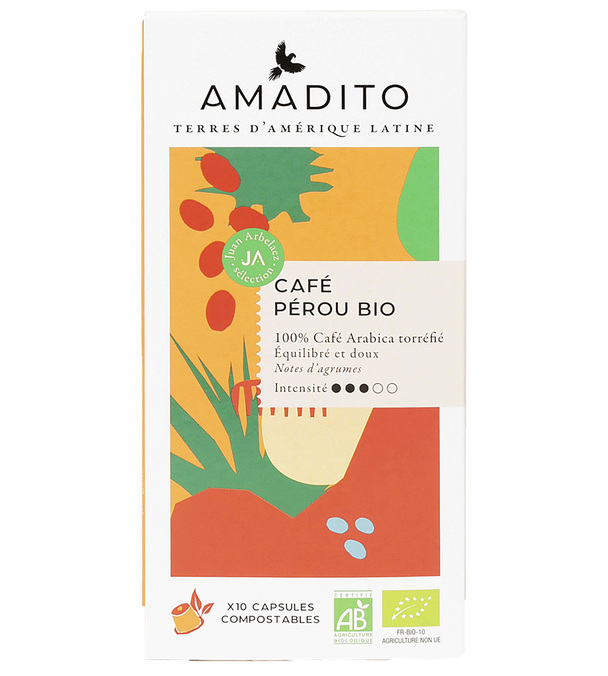 AMADITO
TERRES D'AMÉRIQUE LATINE
Juan Arbelaez
JA
sélection
CAFÉ
PÉROU BIO
100% Café Arabica torréfié
Équilibré et doux
Notes d'agrumes
Intensité
X10 CAPSULES
COMPOSTABLES
CERTIFIÉ
AB
AGRICULTURE
BIOLOGIQUE
FR-BIO-10
AGRICULTURE NON UE